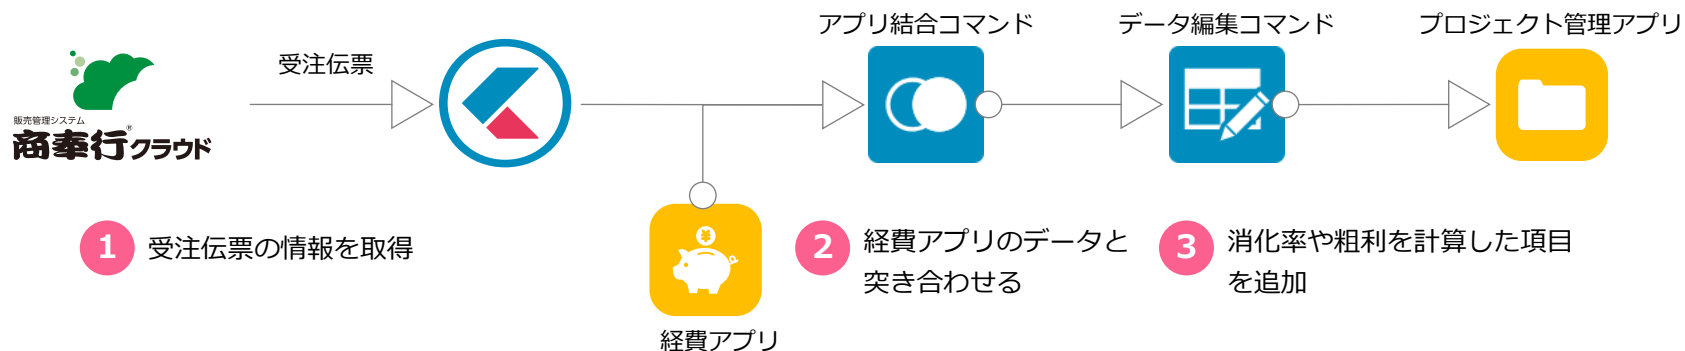 アプリ結合コマンド
データ編集コマンド
プロジェクト管理アプリ
受注伝票
販売管理システム
商奉行®クラウド
1 受注伝票の情報を取得
¥
経費アプリ
2 経費アプリのデータと
突き合わせる
3 消化率や粗利を計算した項目
を追加